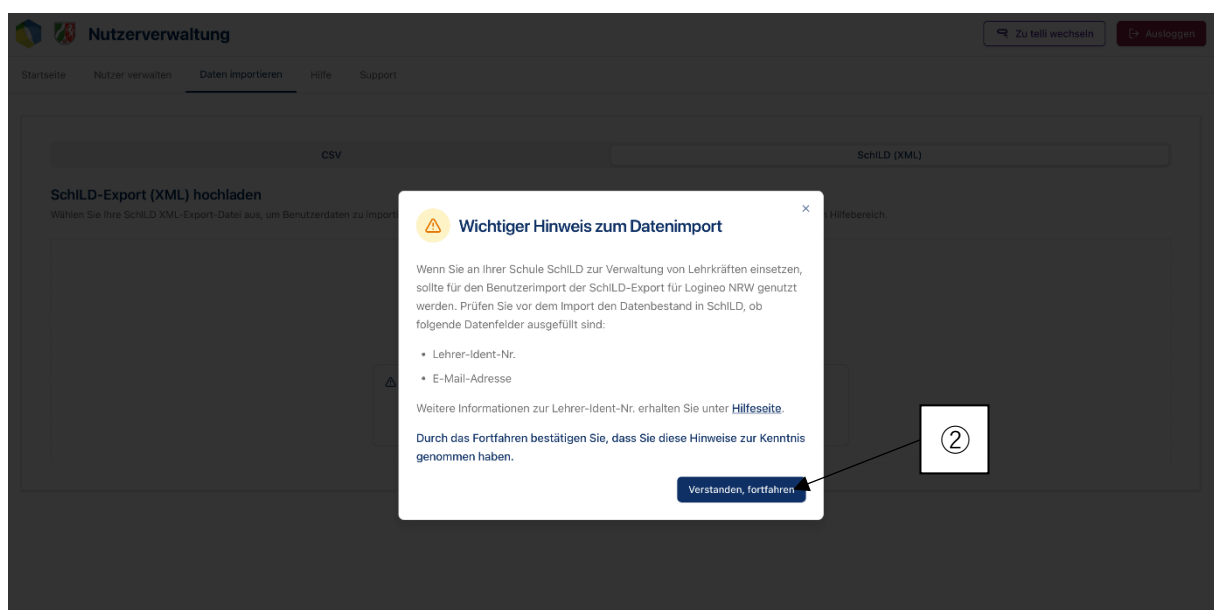 Nutzerverwaltung
Zu telli wechseln
Ausloggen
Startseite Nutzer verwalten Daten importieren Hilfe Support
CSV SchILD (XML)
SchILD-Export (XML) hochladen
Wählen Sie Ihre SchILD XML-Export-Datei aus, um Benutzerdaten zu
Hilfebereich.
Wichtiger Hinweis zum Datenimport
×
Wenn Sie an Ihrer Schule SchILD zur Verwaltung von Lehrkräften einsetzen,
sollte für den Benutzerimport der SchILD-Export für Logineo NRW genutzt
werden. Prüfen Sie vor dem Import den Datenbestand in SchILD, ob
folgende Datenfelder ausgefüllt sind:
• Lehrer-Ident-Nr.
• E-Mail-Adresse
Weitere Informationen zur Lehrer-Ident-Nr. erhalten Sie unter Hilfeseite.
Durch das Fortfahren bestätigen Sie, dass Sie diese Hinweise zur Kenntnis
genommen haben.
②
Verstanden, fortfahren